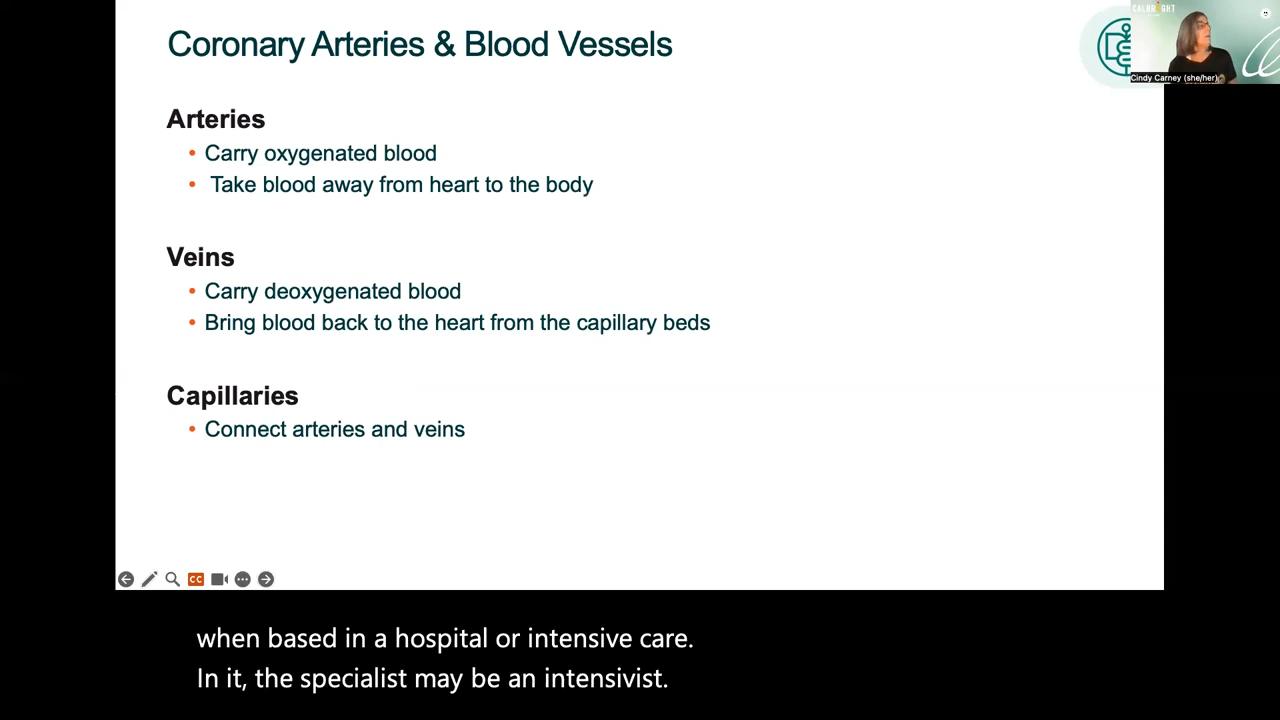 Coronary Arteries & Blood Vessels
CALBRIGHT
Cindy Carney (she/her)
Arteries
• Carry oxygenated blood
• Take blood away from heart to the body
Veins
• Carry deoxygenated blood
• Bring blood back to the heart from the capillary beds
Capillaries
• Connect arteries and veins
CC
when based in a hospital or intensive care.
In it, the specialist may be an intensivist.